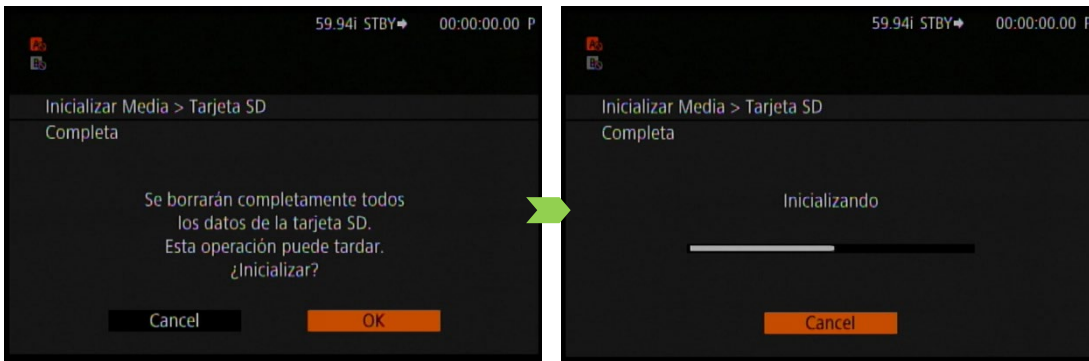 59.94i STBY 00:00:00.00 P
A
B
Inicializar Media > Tarjeta SD
Completa
Se borrarán completamente todos
los datos de la tarjeta SD.
Esta operación puede tardar.
¿Inicializar?
Cancel OK
59.94i STBY 00:00:00.00 P
A
B
Inicializar Media > Tarjeta SD
Completa
Inicializando
Cancel